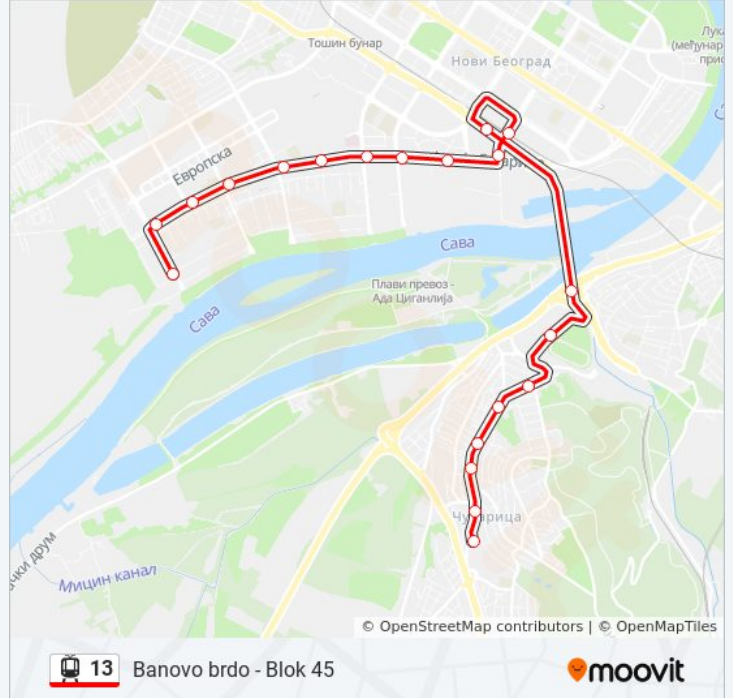 Тошин бунар
Нови Београд
Лука
(међунар
Европска
Сава
Плави превоз -
Ада Циганлија
Сава
Чукарица
чки друм
Мицин канал
© OpenStreetMap contributors | © OpenMapTiles
13 Banovo brdo - Blok 45
moovit